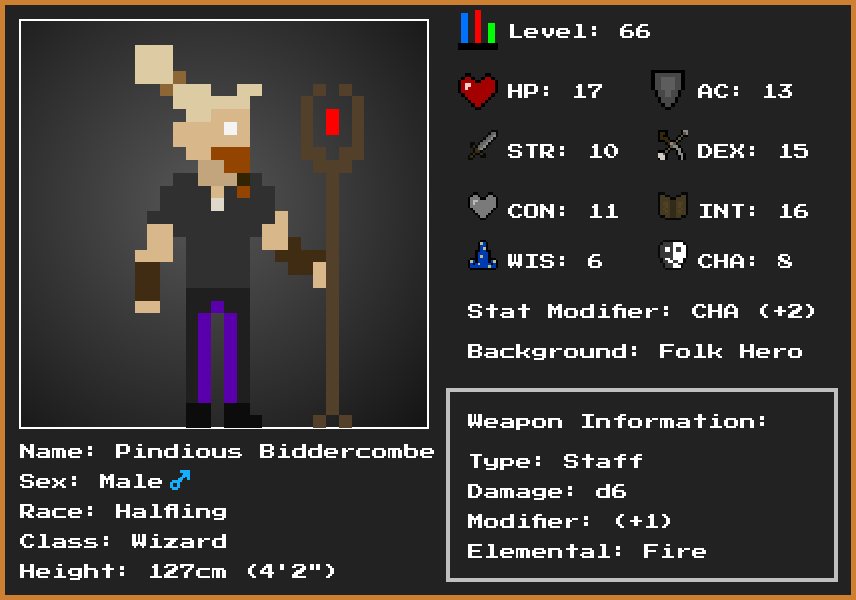 Level: 66
HP: 17 AC: 13
STR: 10 DEX: 15
CON: 11 INT: 16
WIS: 6 CHA: 8
Stat Modifier: CHA (+2)
Background: Folk Hero
Weapon Information:
Type: Staff
Damage: d6
Modifier: (+1)
Elemental: Fire
Name: Pindious Biddercombe
Sex: Male♂
Race: Halfling
Class: Wizard
Height: 127cm (4'2")